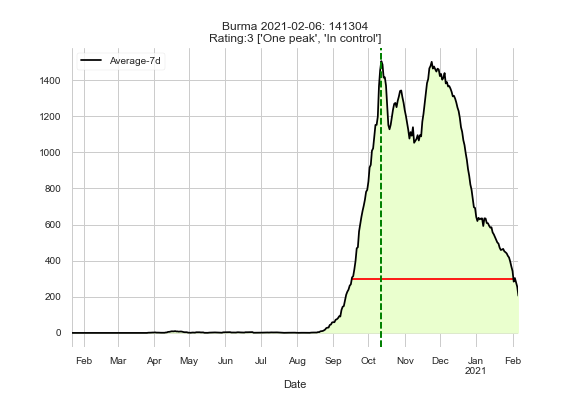 Burma 2021-02-06: 141304
Rating:3 ['One peak', 'In control']
Average-7d
1400
1200
1000
800
600
400
200
0
Feb Mar Apr May Jun Jul Aug Sep Oct Nov Dec Jan Feb
2021
Date